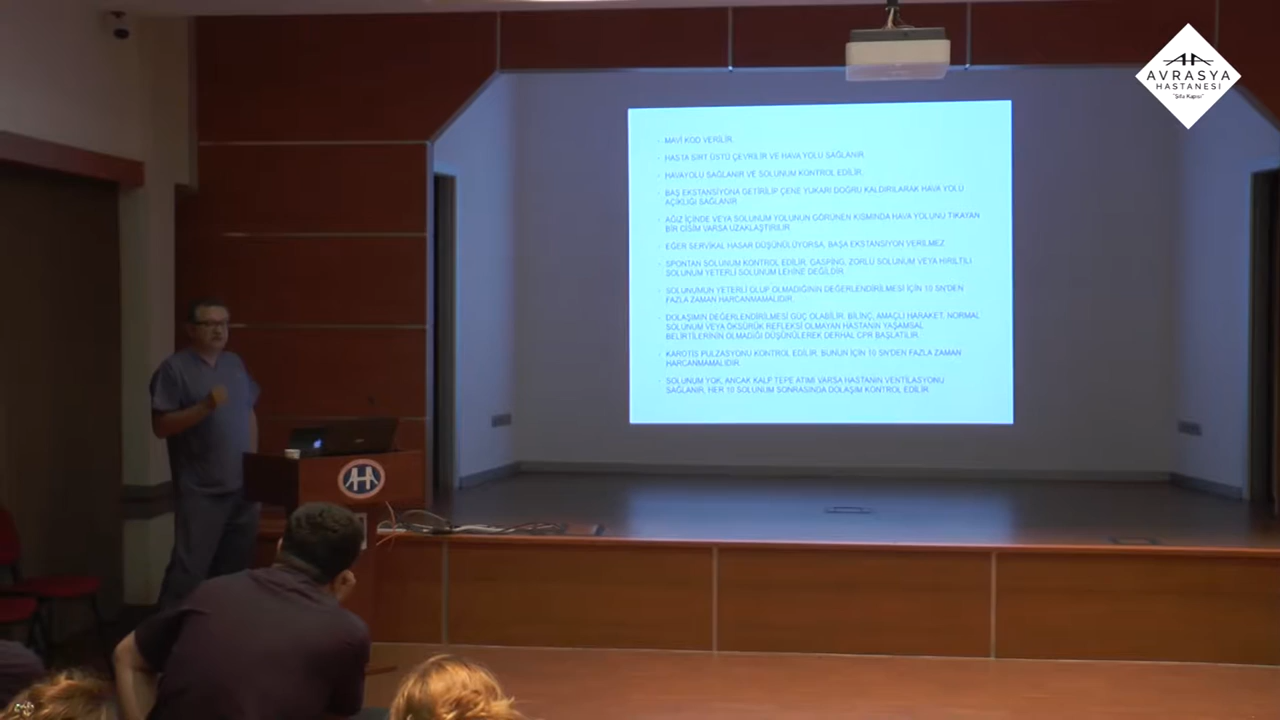 AVRASYA
HASTANESİ
"Şifa Kapısı"
- MAVİ KOD VERİLİR.
- HASTA SIRT ÜSTÜ ÇEVRİLİR VE HAVA YOLU SAĞLANIR.
- HAVAYOLU SAĞLANIR VE SOLUNUM KONTROL EDİLİR.
- BAŞ EKSTANSİYONA GETİRİLİP ÇENE YUKARI DOĞRU KALDIRILARAK HAVA YOLU
AÇIKLIĞI SAĞLANIR
- AĞIZ İÇİNDE VEYA SOLUNUM YOLUNUN GÖRÜNEN KISMINDA HAVA YOLUNU TIKAYAN
BİR CİSİM VARSA UZAKLAŞTIRILIR.
- EĞER SERVİKAL HASAR DÜŞÜNÜLÜYORSA, BAŞA EKSTANSİYON VERİLMEZ.
- SPONTAN SOLUNUM KONTROL EDİLİR. GASPİNG, ZORLU SOLUNUM VEYA HIRILTILI
SOLUNUM YETERLİ SOLUNUM LEHİNE DEĞİLDİR.
- SOLUNUMUN YETERLİ OLUP OLMADIĞININ DEĞERLENDİRİLMESİ İÇİN 10 SN'DEN
FAZLA ZAMAN HARCANMAMALIDIR.
- DOLAŞIMIN DEĞERLENDİRİLMESİ GÜÇ OLABİLİR. BİLİNÇ, AMAÇLI HARAKET, NORMAL
SOLUNUM VEYA ÖKSÜRÜK REFLEKSİ OLMAYAN HASTANIN YAŞAMSAL
BELİRTİLERİNİN OLMADIĞI DÜŞÜNÜLEREK DERHAL CPR BAŞLATILIR.
- KAROTİS PULZASYONU KONTROL EDİLİR. BUNUN İÇİN 10 SN'DEN FAZLA ZAMAN
HARCANMAMALIDIR.
- SOLUNUM YOK, ANCAK KALP TEPE ATIMI VARSA HASTANIN VENTİLASYONU
SAĞLANIR, HER 10 SOLUNUM SONRASINDA DOLAŞIM KONTROL EDİLİR